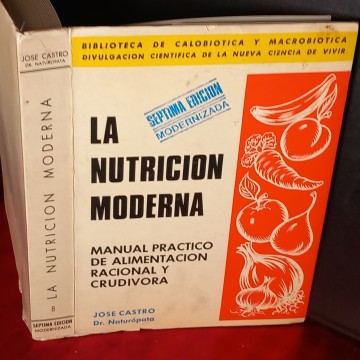 BIBLIOTECA DE CALOBIOTICA Y MACROBIOTICA
DIVULGACION CIENTIFICA DE LA NUEVA CIENCIA DE VIVIR
SEPTIMA EDICION
MODERNIZADA
LA
NUTRICION
MODERNA
MANUAL PRACTICO
DE ALIMENTACION
RACIONAL Y
CRUDIVORA
JOSE CASTRO
Dr. Naturópata
JOSE CASTRO
DR. NATUROPATA
LA NUTRICION MODERNA
8
SEPTIMA EDICION
MODERNIZADA